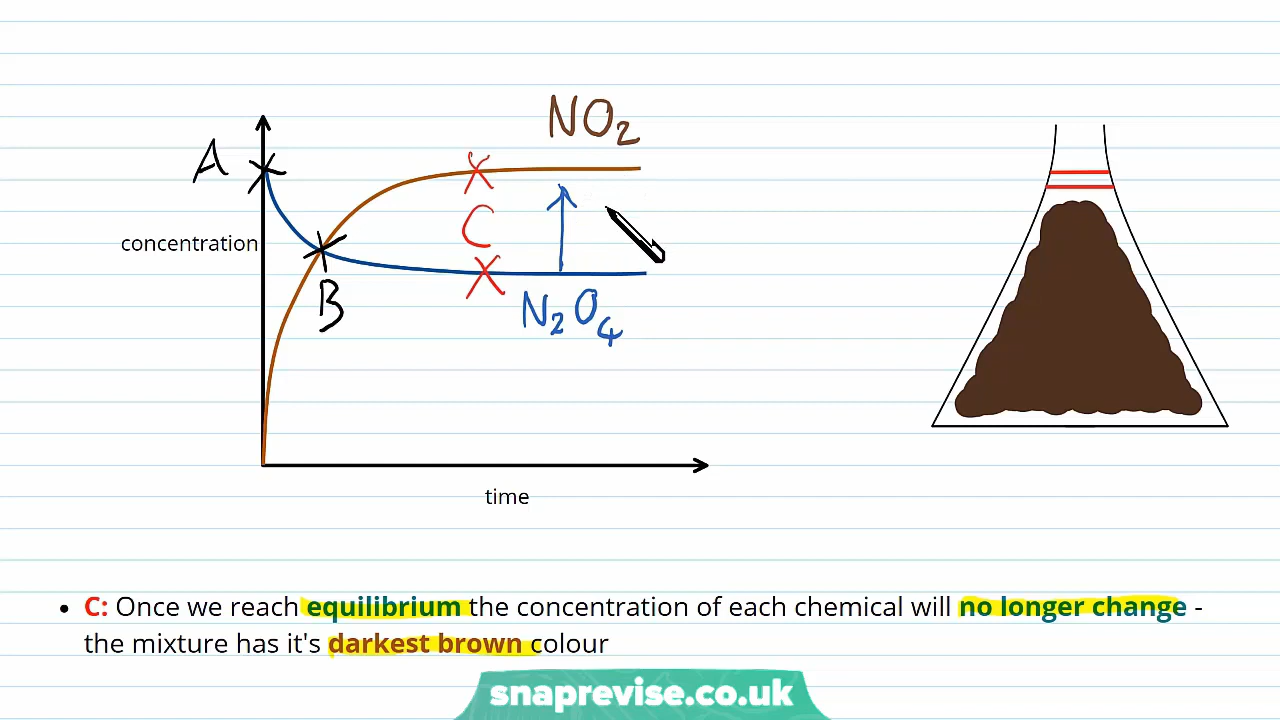 NO2
A
concentration
C
B
N2O4
time
• C: Once we reach equilibrium the concentration of each chemical will no longer change -
the mixture has it's darkest brown colour
snaprevise.co.uk